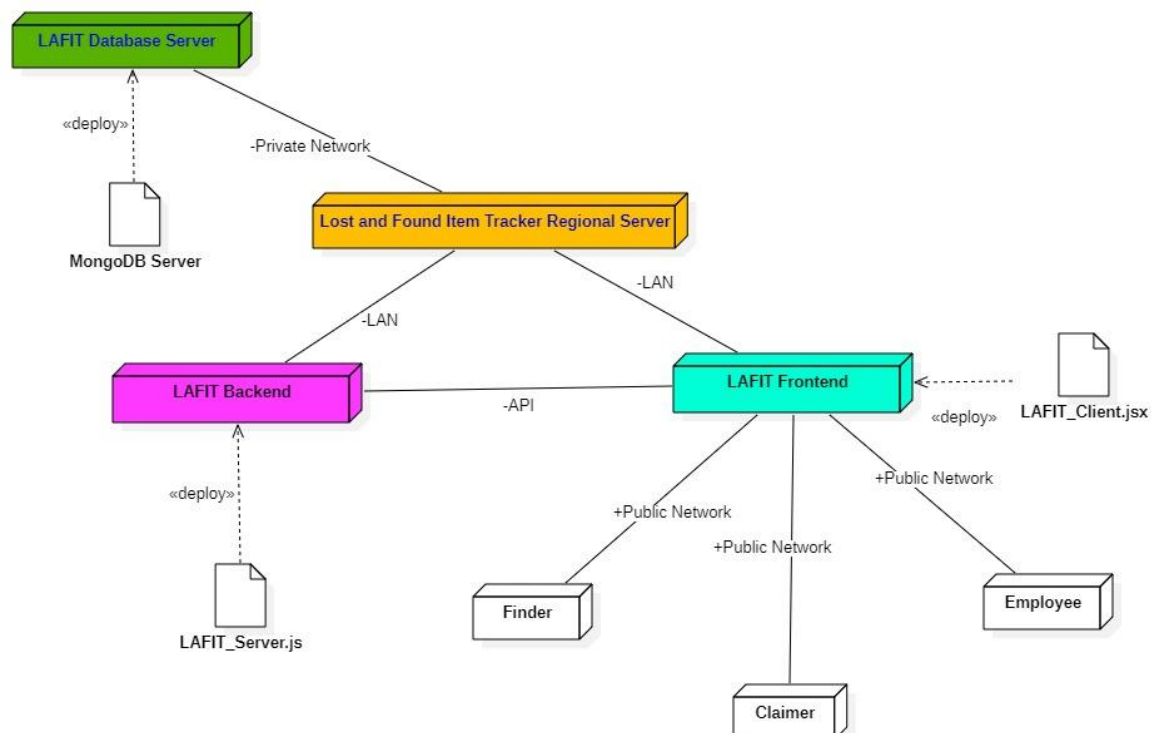 LAFIT Database Server
«deploy»
-Private Network
MongoDB Server
Lost and Found Item Tracker Regional Server
-LAN
-LAN
LAFIT Backend
-API
LAFIT Frontend
«deploy»
LAFIT_Client.jsx
«deploy»
LAFIT_Server.js
+Public Network
+Public Network
+Public Network
Finder
Employee
Claimer